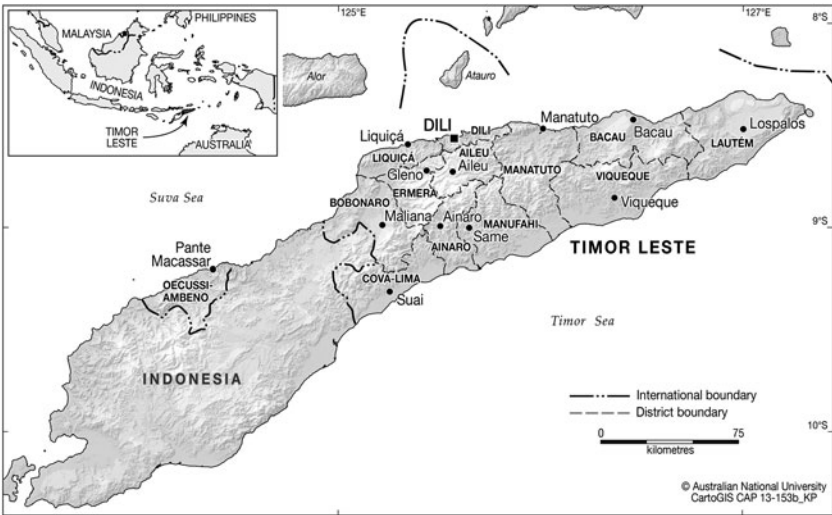 125°E
127°E
8°S
PHILIPPINES
MALAYSIA
INDONESIA
TIMOR
LESTE
AUSTRALIA
Alor
Atauro
DILI
DILI
Manatuto
Liquiçá
LIQUIÇÁ
AILEU
Aileu
Gleno
ERMERA
MANATUTO
BACAU
Bacau
Lospalos
LAUTÉM
VIQUEQUE
Viqueque
Suva Sea
BOBONARO
Maliana
Ainaro
AINARO
Same
MANUFAHI
9°S
TIMOR LESTE
Pante
Macassar
OECUSSI-
AMBENO
COVA-LIMA
Suai
Timor Sea
INDONESIA
International boundary
District boundary
0
75
kilometres
10°S
© Australian National University
CartoGIS CAP 13-153b_KP